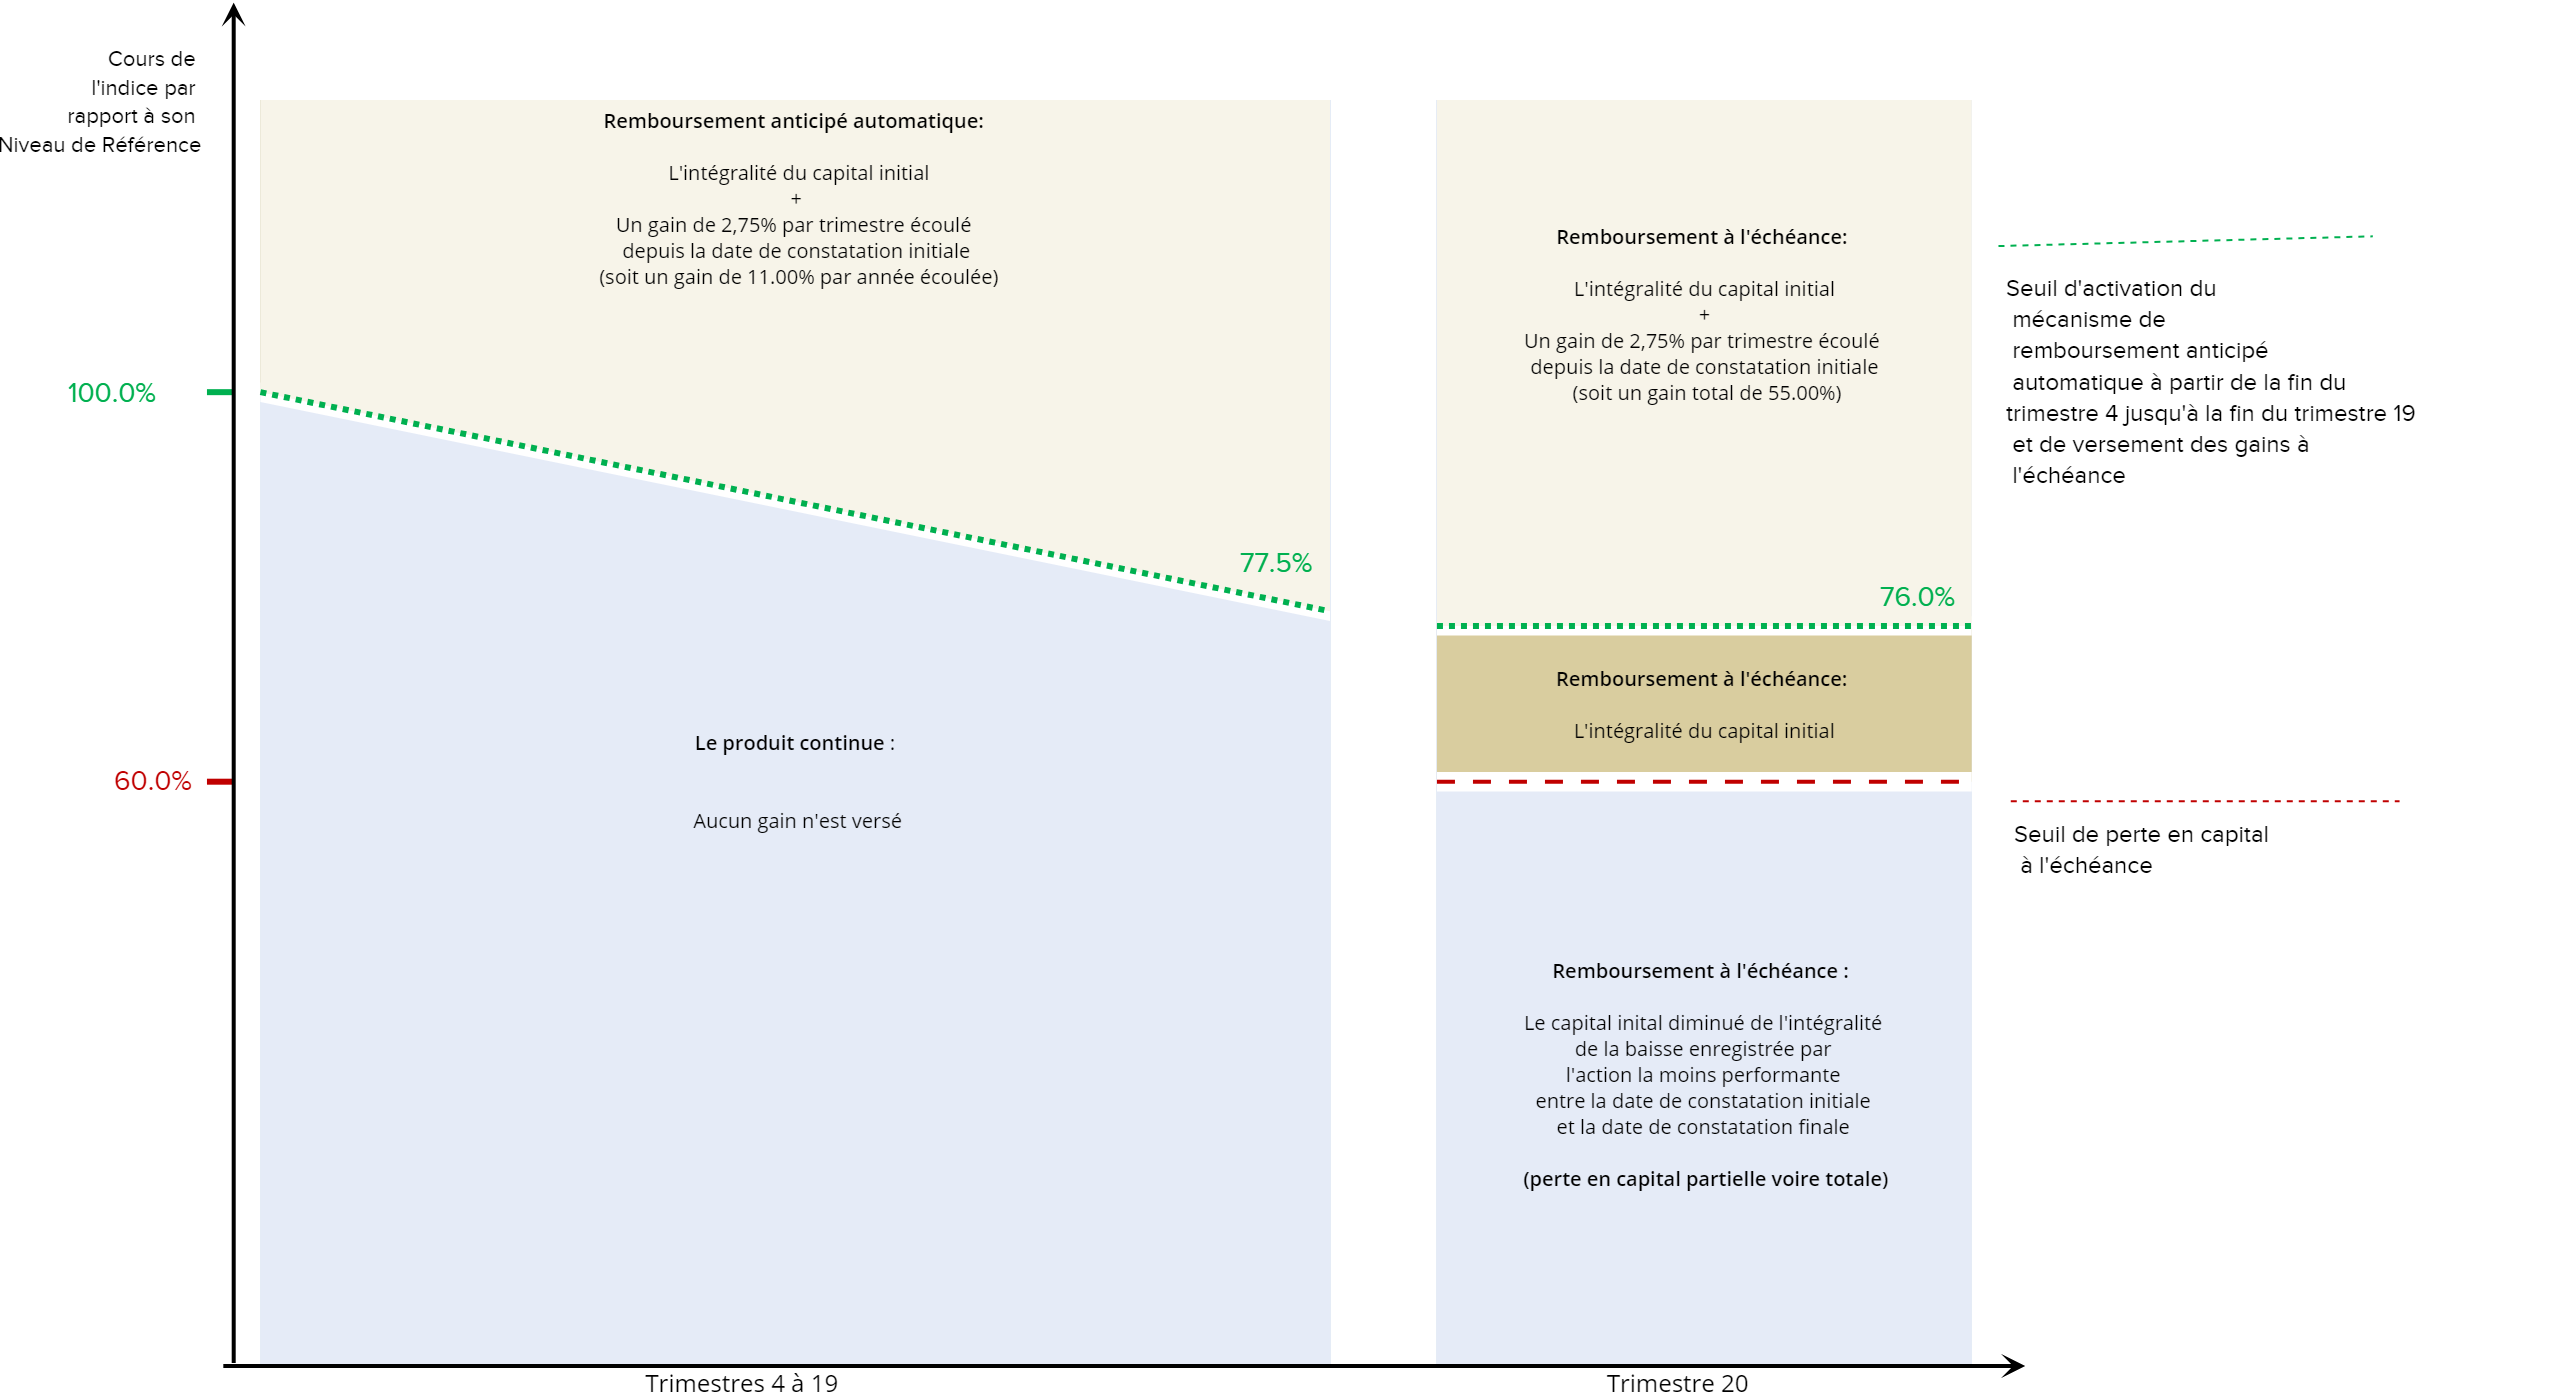 Cours de
l'indice par
rapport à son
Niveau de Référence
100.0%
60.0%
Remboursement anticipé automatique:
L'intégralité du capital initial
+
Un gain de 2,75% par trimestre écoulé
depuis la date de constatation initiale
(soit un gain de 11.00% par année écoulée)
77.5%
Le produit continue :
Aucun gain n'est versé
Trimestres 4 à 19
Remboursement à l'échéance:
L'intégralité du capital initial
+
Un gain de 2,75% par trimestre écoulé
depuis la date de constatation initiale
(soit un gain total de 55.00%)
76.0%
Remboursement à l'échéance:
L'intégralité du capital initial
Remboursement à l'échéance :
Le capital inital diminué de l'intégralité
de la baisse enregistrée par
l'action la moins performante
entre la date de constatation initiale
et la date de constatation finale
(perte en capital partielle voire totale)
Trimestre 20
Seuil d'activation du
mécanisme de
remboursement anticipé
automatique à partir de la fin du
trimestre 4 jusqu'à la fin du trimestre 19
et de versement des gains à
l'échéance
Seuil de perte en capital
à l'échéance